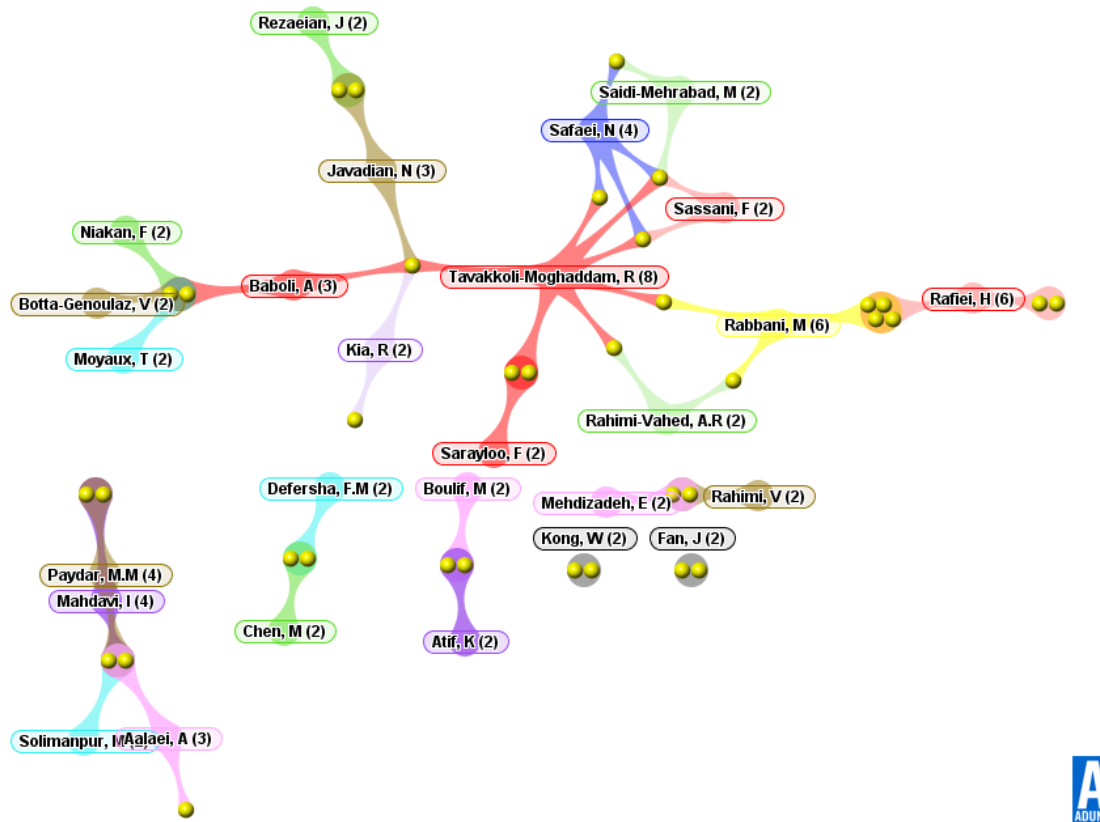 Rezaeian, J (2)
Saidi-Mehrabad, M (2)
Safaei, N (4)
Javadian, N (3)
Sassani, F (2)
Niakan, F (2)
Tavakkoli-Moghaddam, R (8)
Baboli, A (3)
Botta-Genoulaz, V (2)
Rafiei, H (6)
Rabbani, M (6)
Moyaux, T (2)
Kia, R (2)
Rahimi-Vahed, A.R (2)
Sarayloo, F (2)
Defersha, F.M (2)
Boulif, M (2)
Mehdizadeh, E (2)
Rahimi, V (2)
Kong, W (2)
Fan, J (2)
Paydar, M.M (4)
Mahdavi, I (4)
Chen, M (2)
Atif, K (2)
Solimanpur,
Aalaei, A (3)
A
ADUN